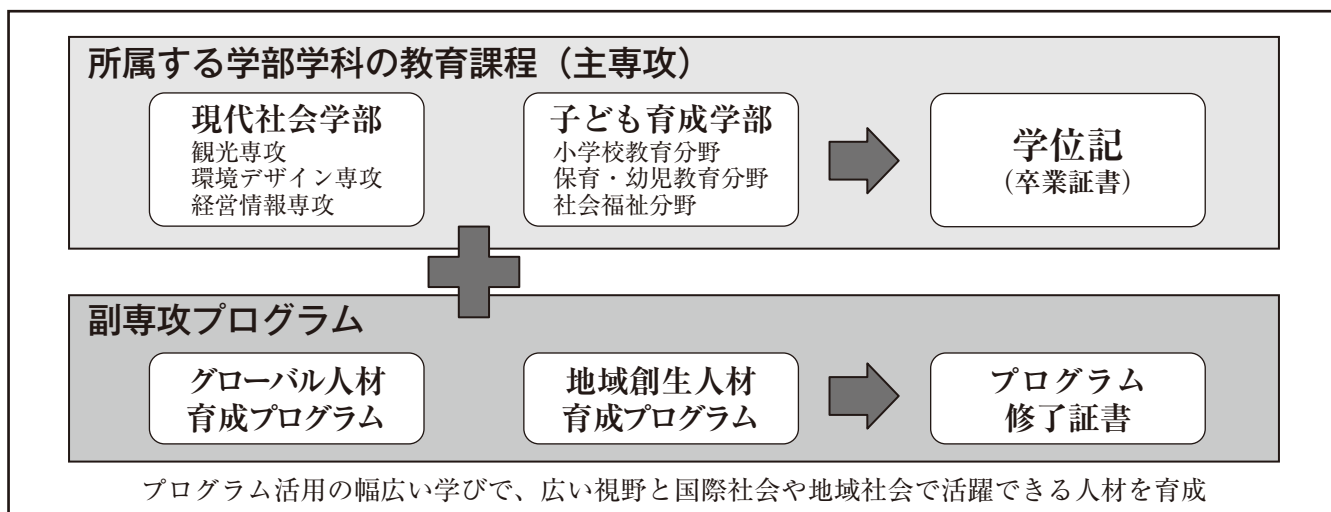 所属する学部学科の教育課程（主専攻）
現代社会学部
観光専攻
環境デザイン専攻
経営情報専攻
子ども育成学部
小学校教育分野
保育・幼児教育分野
社会福祉分野
学位記
(卒業証書)
副専攻プログラム
グローバル人材
育成プログラム
地域創生人材
育成プログラム
プログラム
修了証書
プログラム活用の幅広い学びで、広い視野と国際社会や地域社会で活躍できる人材を育成